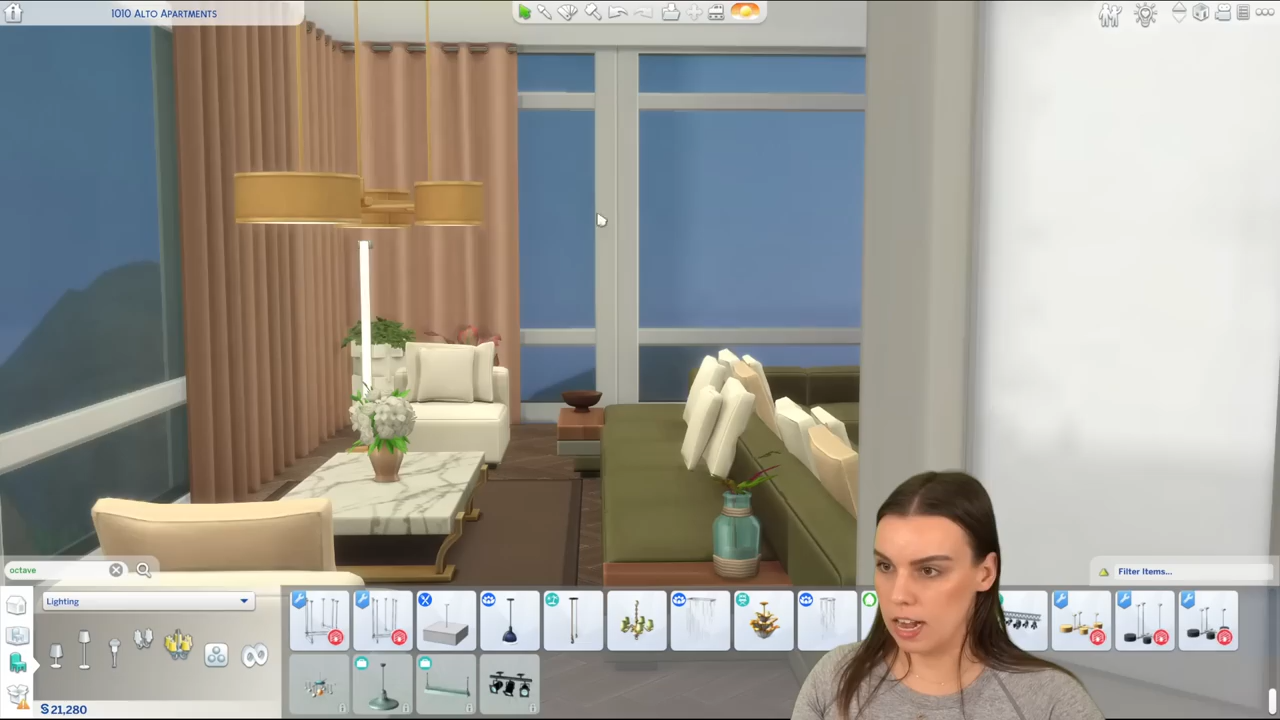 1010 Alto Apartments
octave
Filter Items...
Lighting
§21,280